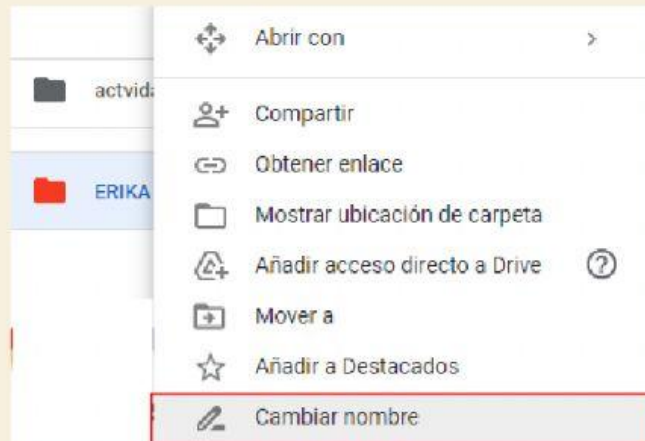 Abrir con
actvida
Compartir
Obtener enlace
ERIKA
Mostrar ubicación de carpeta
Añadir acceso directo a Drive
Mover a
Añadir a Destacados
Cambiar nombre